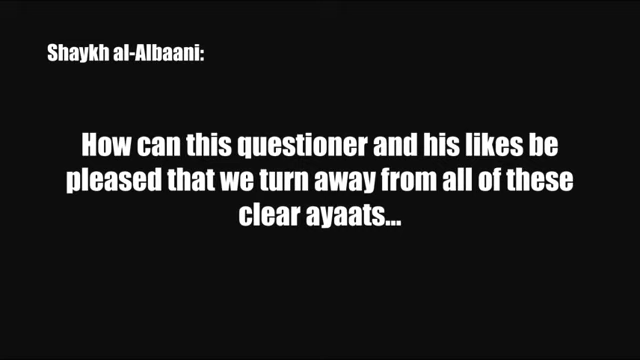 Shaykh al-Albaani:
How can this questioner and his likes be
pleased that we turn away from all of these
clear ayaats...